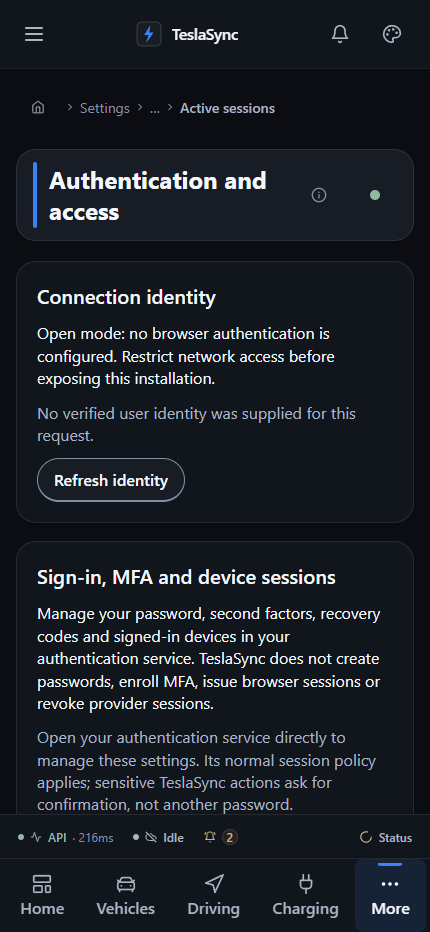 TeslaSync
Settings
...
Active sessions
Authentication and
access
Connection identity
Open mode: no browser authentication is
configured. Restrict network access before
exposing this installation.
No verified user identity was supplied for this
request.
Refresh identity
Sign-in, MFA and device sessions
Manage your password, second factors, recovery
codes and signed-in devices in your
authentication service. TeslaSync does not create
passwords, enroll MFA, issue browser sessions or
revoke provider sessions.
Open your authentication service directly to
manage these settings. Its normal session policy
applies; sensitive TeslaSync actions ask for
confirmation, not another password.
API · 216ms Idle 2 Status
Home Vehicles Driving Charging More